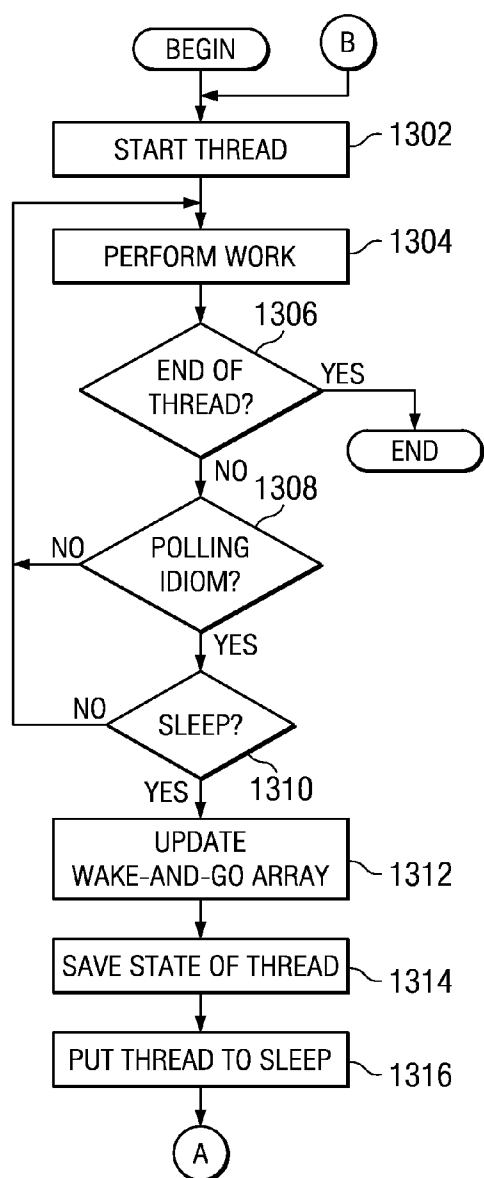 BEGIN
B
START THREAD
1302
PERFORM WORK
1304
1306
END OF
THREAD?
YES
END
NO
1308
POLLING
IDIOM?
NO
YES
SLEEP?
NO
1310
YES
UPDATE
WAKE-AND-GO ARRAY
1312
SAVE STATE OF THREAD
1314
PUT THREAD TO SLEEP
1316
A